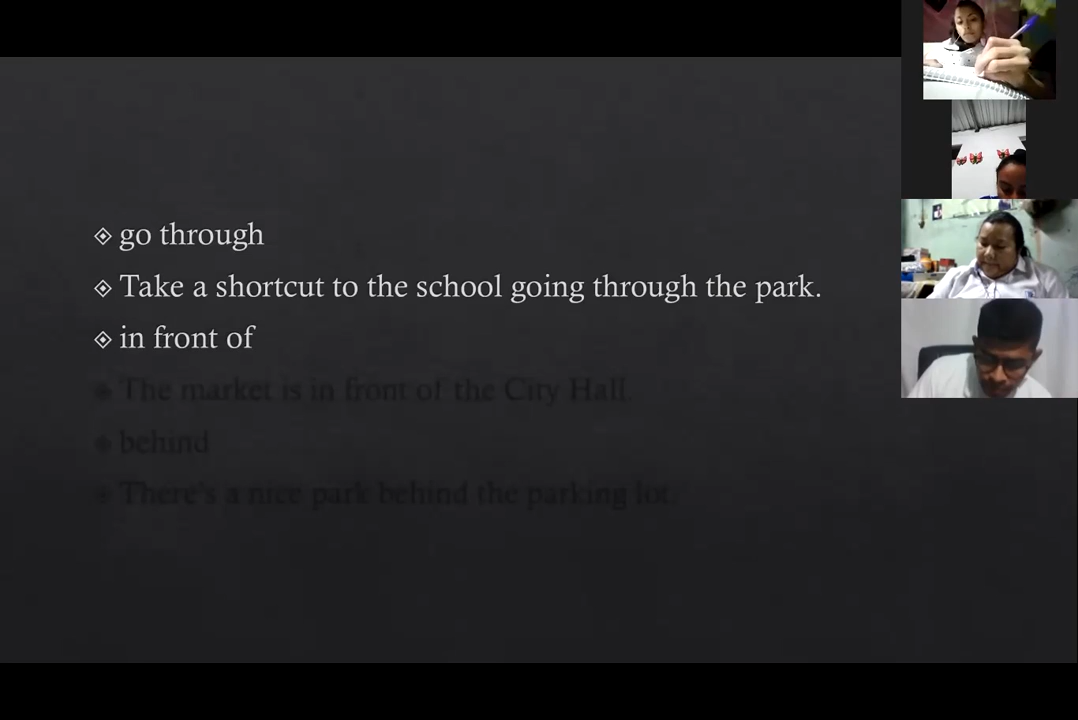 go through
Take a shortcut to the school going through the park.
in front of
The market is in front of the City Hall
behind
There's a nice park behind the parking lot.